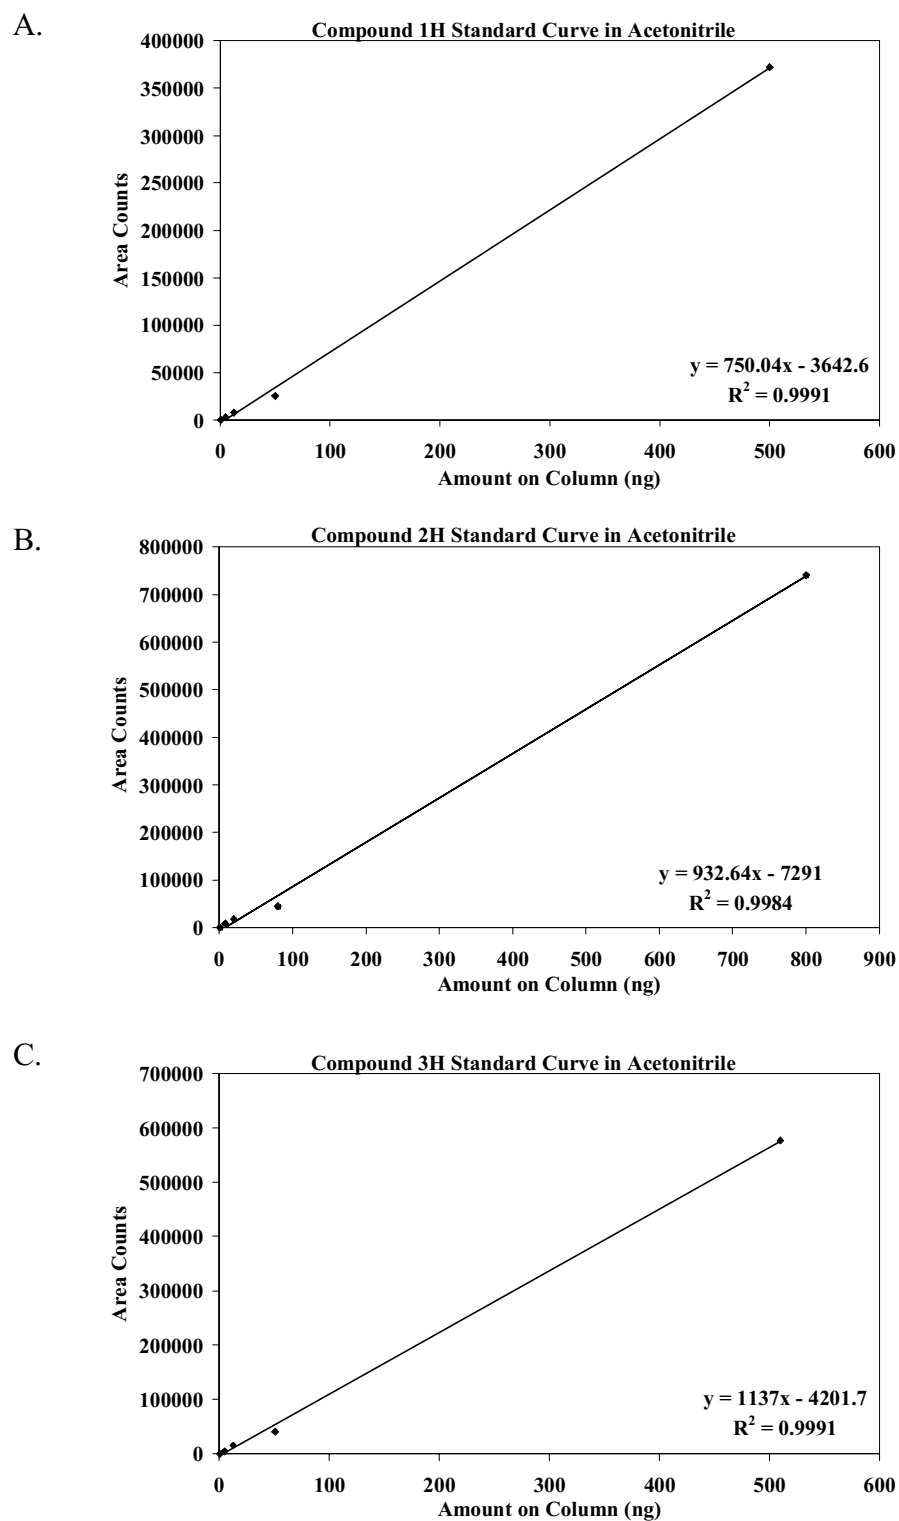 A.
Compound 1H Standard Curve in Acetonitrile
400000
350000
300000
250000
200000
150000
100000
50000
0
Area Counts
y = 750.04x - 3642.6
R² = 0.9991
0 100 200 300 400 500 600
Amount on Column (ng)
B.
Compound 2H Standard Curve in Acetonitrile
800000
700000
600000
500000
400000
300000
200000
100000
0
Area Counts
y = 932.64x - 7291
R² = 0.9984
0 100 200 300 400 500 600 700 800 900
Amount on Column (ng)
C.
Compound 3H Standard Curve in Acetonitrile
700000
600000
500000
400000
300000
200000
100000
0
Area Counts
y = 1137x - 4201.7
R² = 0.9991
0 100 200 300 400 500 600
Amount on Column (ng)